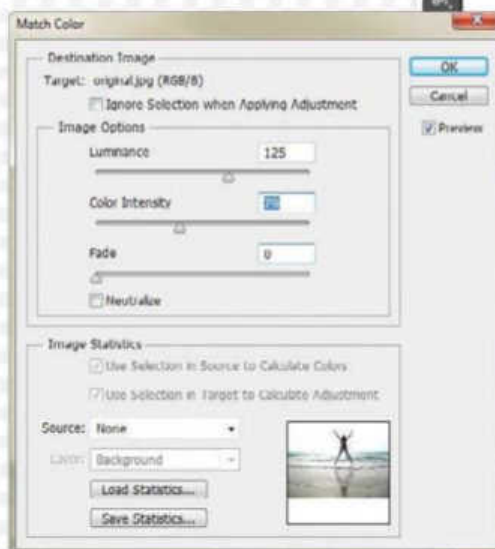 Match Color
Destination Image
Target: original.jpg (RGB/8)
Ignore Selection when Applying Adjustment
Image Options
Luminance 125
Color Intensity
Fade 0
Neutralize
Image Statistics
Use Selection in Source to Calculate Colors
Use Selection in Target to Calculate Adjustment
Source: None
Layer: Background
Load Statistics...
Save Statistics...
OK
Cancel
Preview